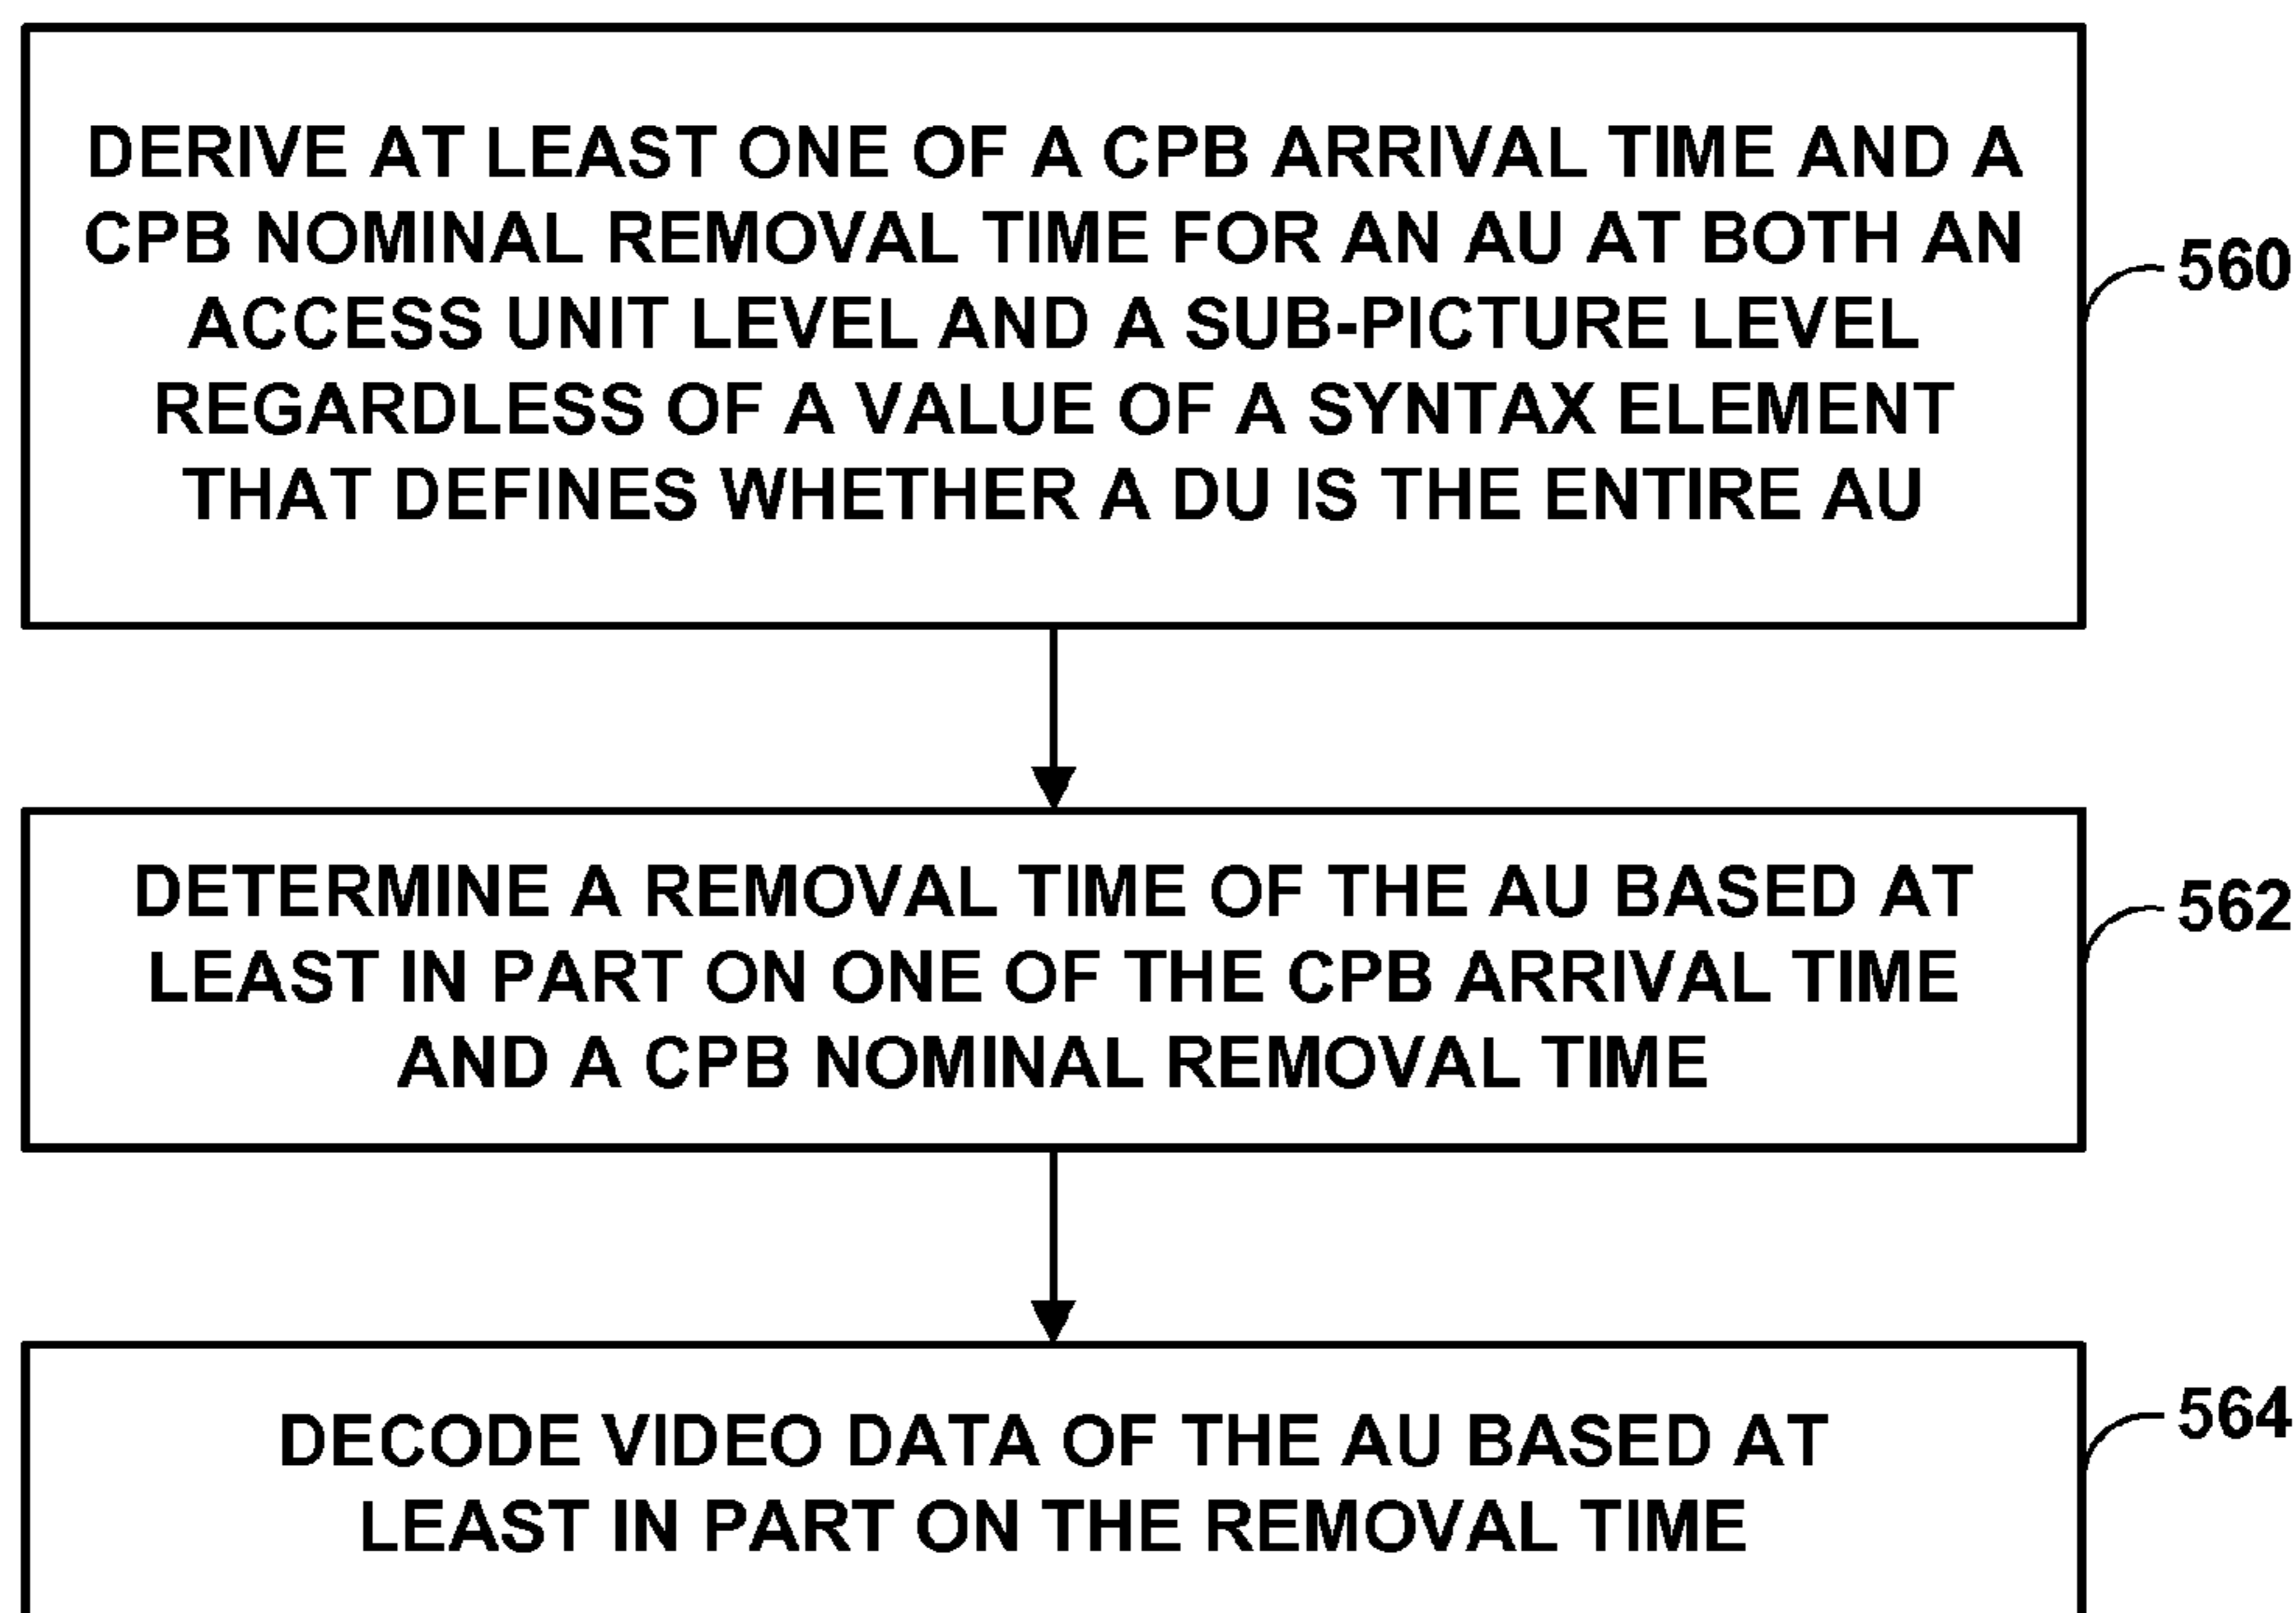 DERIVE AT LEAST ONE OF A CPB ARRIVAL TIME AND A
CPB NOMINAL REMOVAL TIME FOR AN AU AT BOTH AN
ACCESS UNIT LEVEL AND A SUB-PICTURE LEVEL
REGARDLESS OF A VALUE OF A SYNTAX ELEMENT
THAT DEFINES WHETHER A DU IS THE ENTIRE AU
560
DETERMINE A REMOVAL TIME OF THE AU BASED AT
LEAST IN PART ON ONE OF THE CPB ARRIVAL TIME
AND A CPB NOMINAL REMOVAL TIME
562
DECODE VIDEO DATA OF THE AU BASED AT
LEAST IN PART ON THE REMOVAL TIME
564